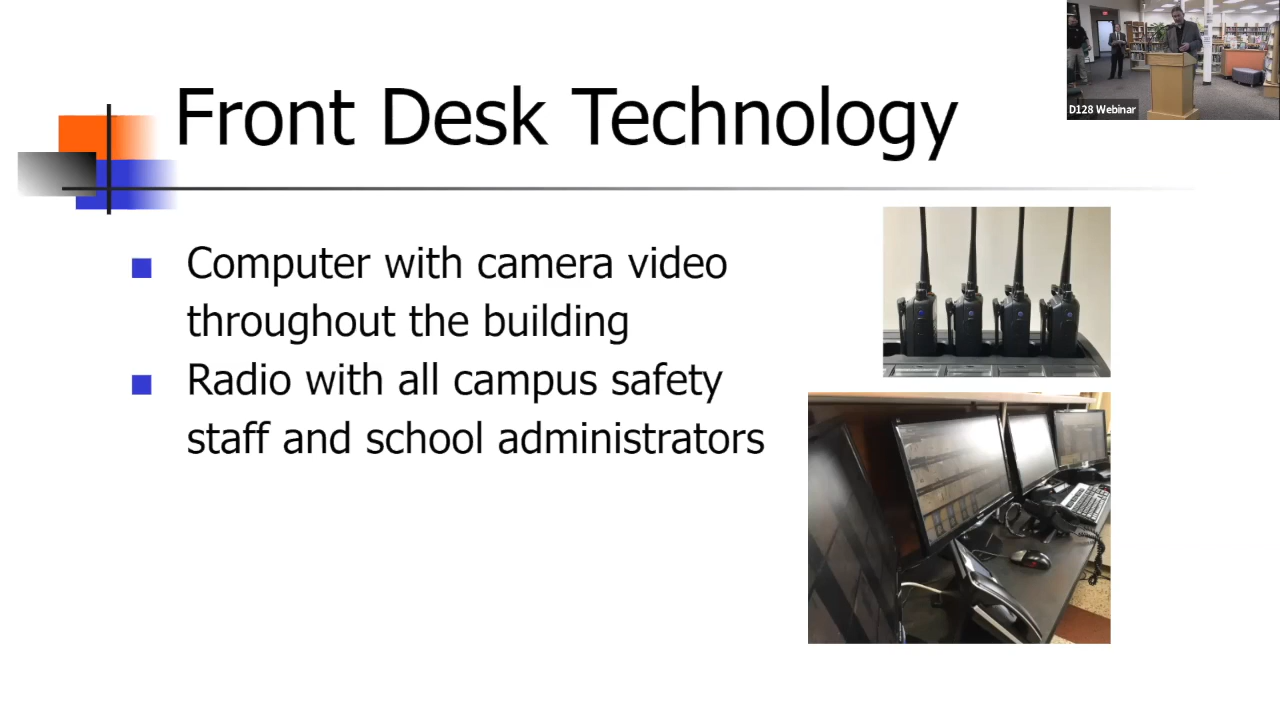 Front Desk Technology
D128 Webinar
Computer with camera video
throughout the building
Radio with all campus safety
staff and school administrators